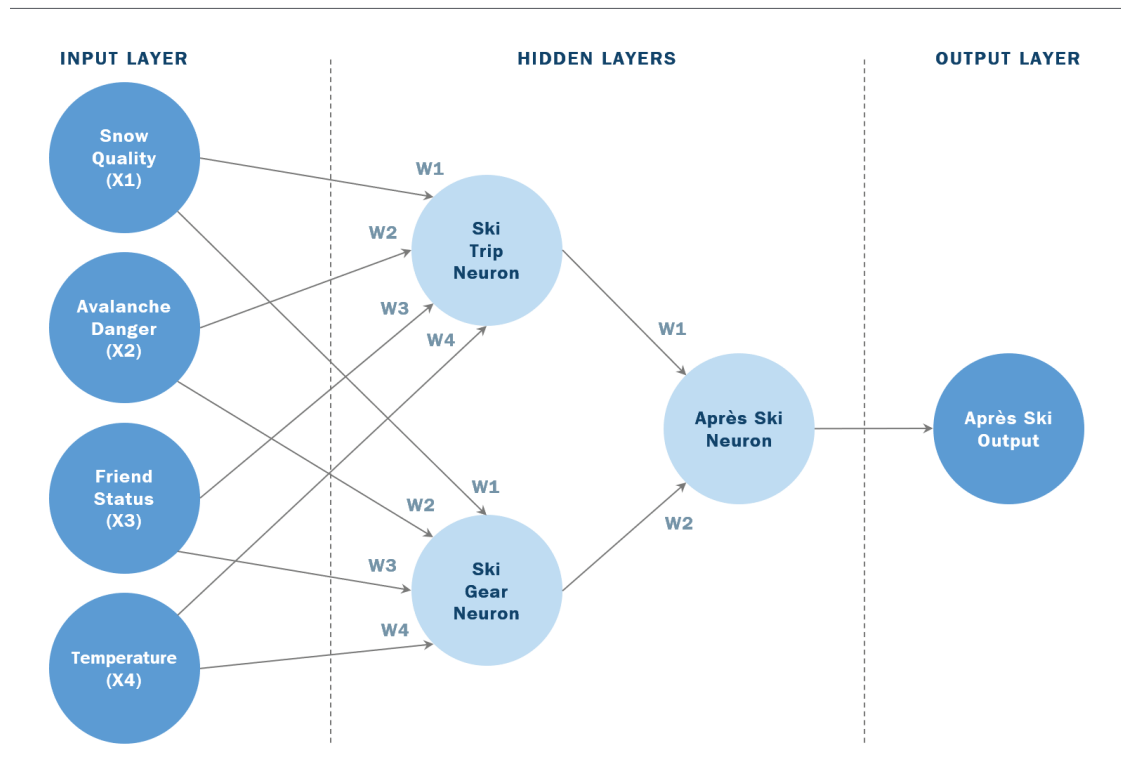 INPUT LAYER
HIDDEN LAYERS
OUTPUT LAYER
Snow
Quality
(X1)
Avalanche
Danger
(X2)
Friend
Status
(X3)
Temperature
(X4)
W1
W2
W3
W4
Ski
Trip
Neuron
W1
W2
W3
W4
Ski
Gear
Neuron
W1
W2
Après Ski
Neuron
Après Ski
Output